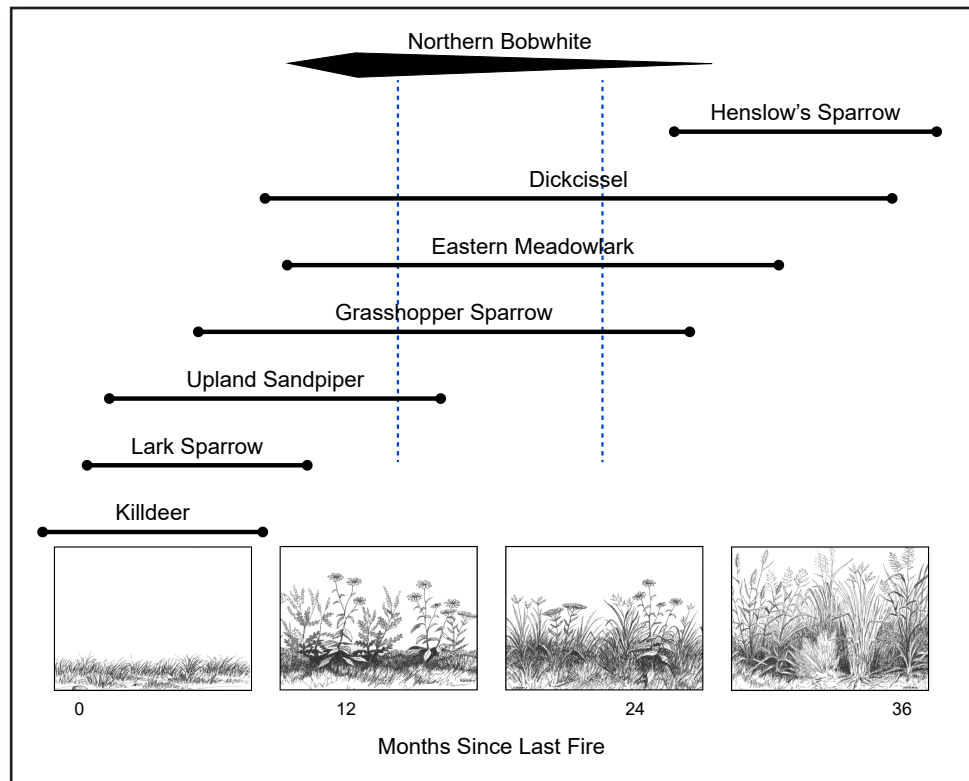 Northern Bobwhite
Henslow's Sparrow
Dickcissel
Eastern Meadowlark
Grasshopper Sparrow
Upland Sandpiper
Lark Sparrow
Killdeer
0 12 24 36
Months Since Last Fire